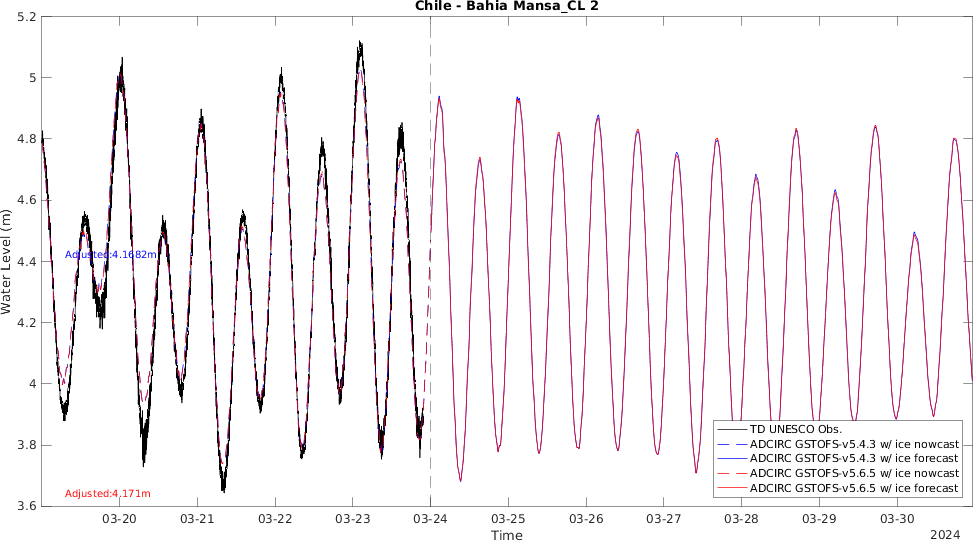 Chile - Bahia Mansa_CL 2
5.2
5
4.8
4.6
4.4
4.2
4
3.8
3.6
Water Level (m)
Adjusted:4.1682m
Adjusted:4.171m
TD UNESCO Obs.
ADCIRC GSTOFS-v5.4.3 w/ ice nowcast
ADCIRC GSTOFS-v5.4.3 w/ ice forecast
ADCIRC GSTOFS-v5.6.5 w/ ice nowcast
ADCIRC GSTOFS-v5.6.5 w/ ice forecast
03-20 03-21 03-22 03-23 03-24 03-25 03-26 03-27 03-28 03-29 03-30
Time
2024